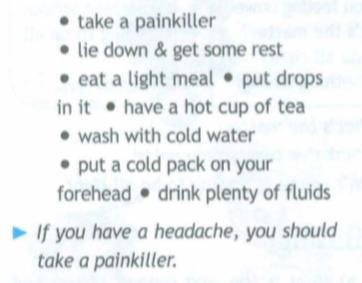 • take a painkiller
• lie down & get some rest
• eat a light meal • put drops
in it • have a hot cup of tea
• wash with cold water
• put a cold pack on your
forehead • drink plenty of fluids
► If you have a headache, you should
take a painkiller.